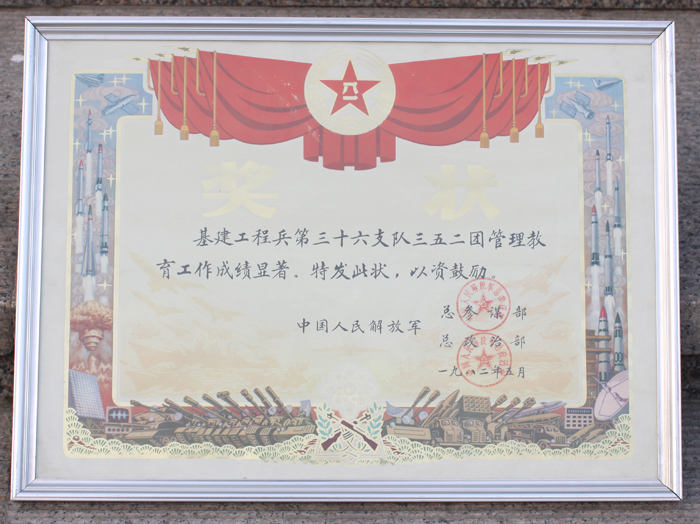 奖状
基建工程兵第三十六支队三五二团管理教
育工作成绩显著。特发此状，以资鼓励。
中国人民解放军
总参谋部
总政治部
一九八二年五月